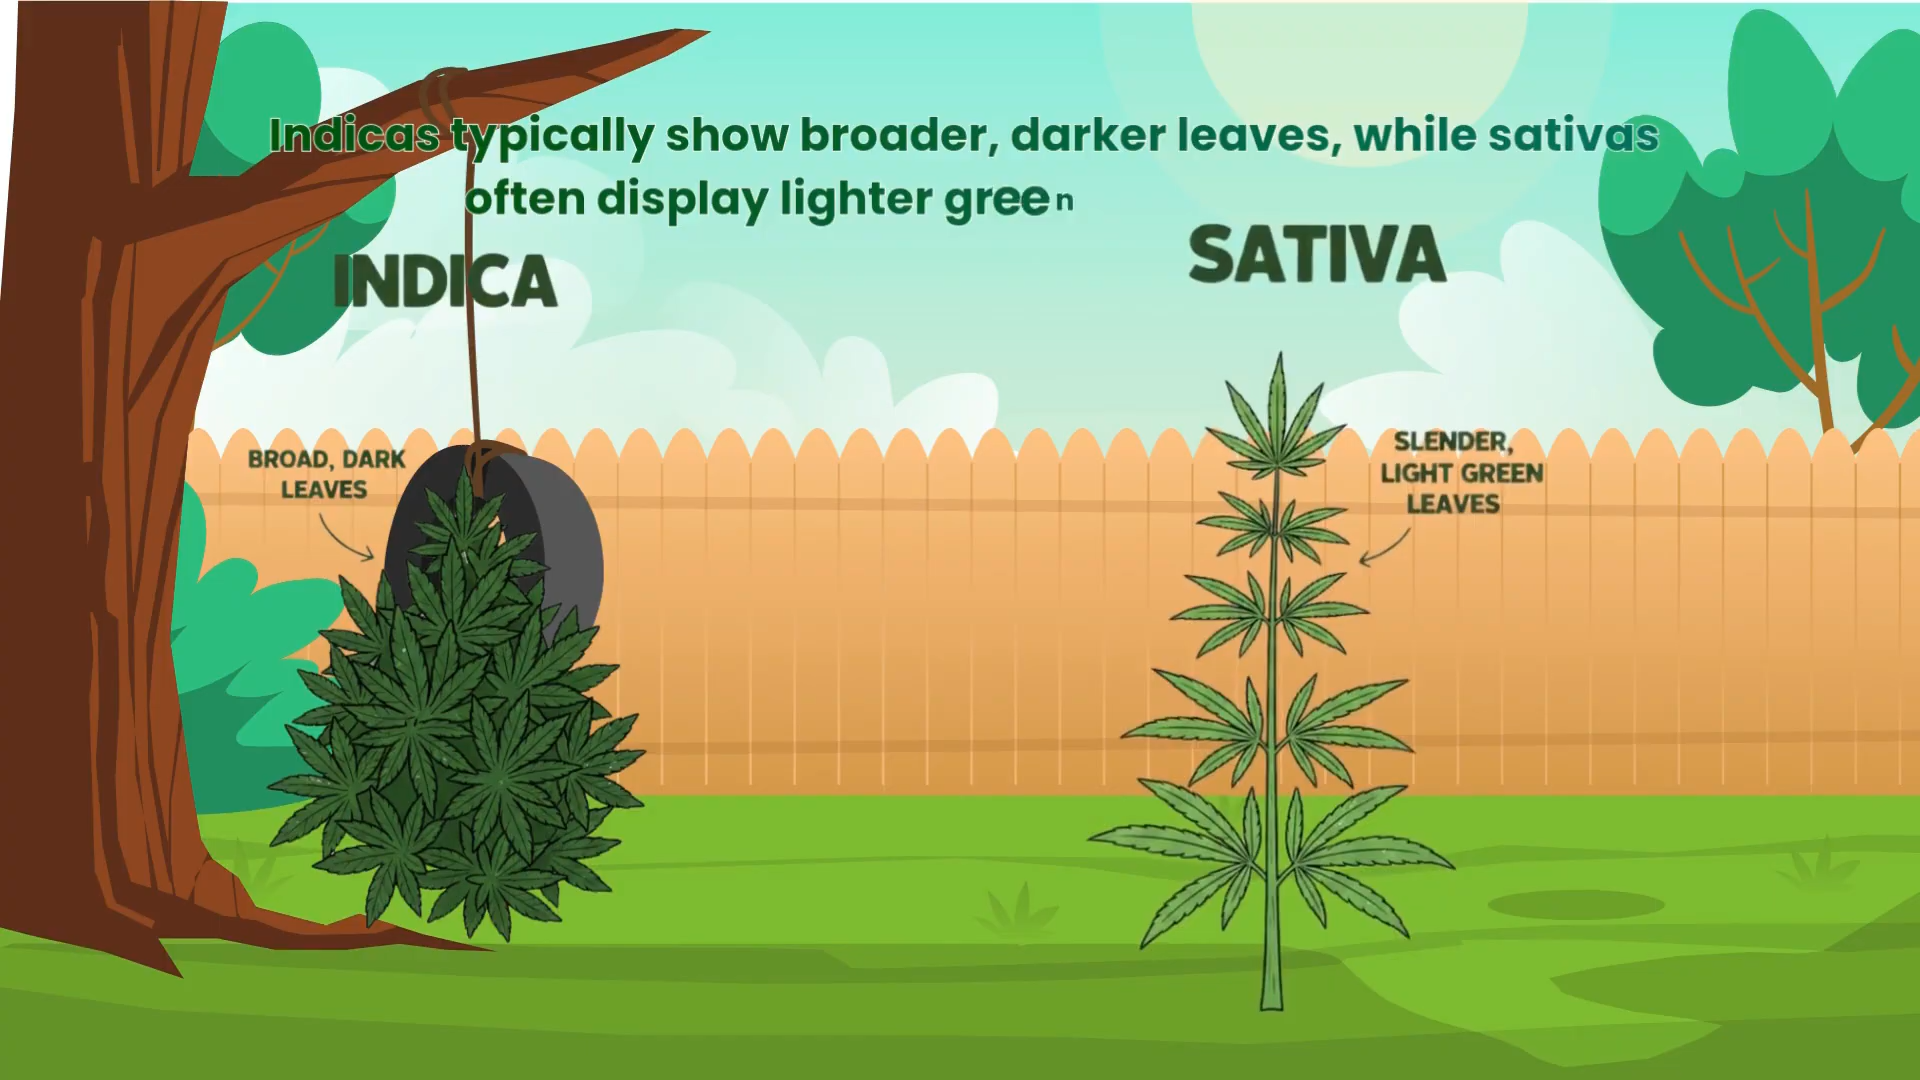 Indicas typically show broader, darker leaves, while sativas
often display lighter green
INDICA
SATIVA
BROAD, DARK
LEAVES
SLENDER,
LIGHT GREEN
LEAVES